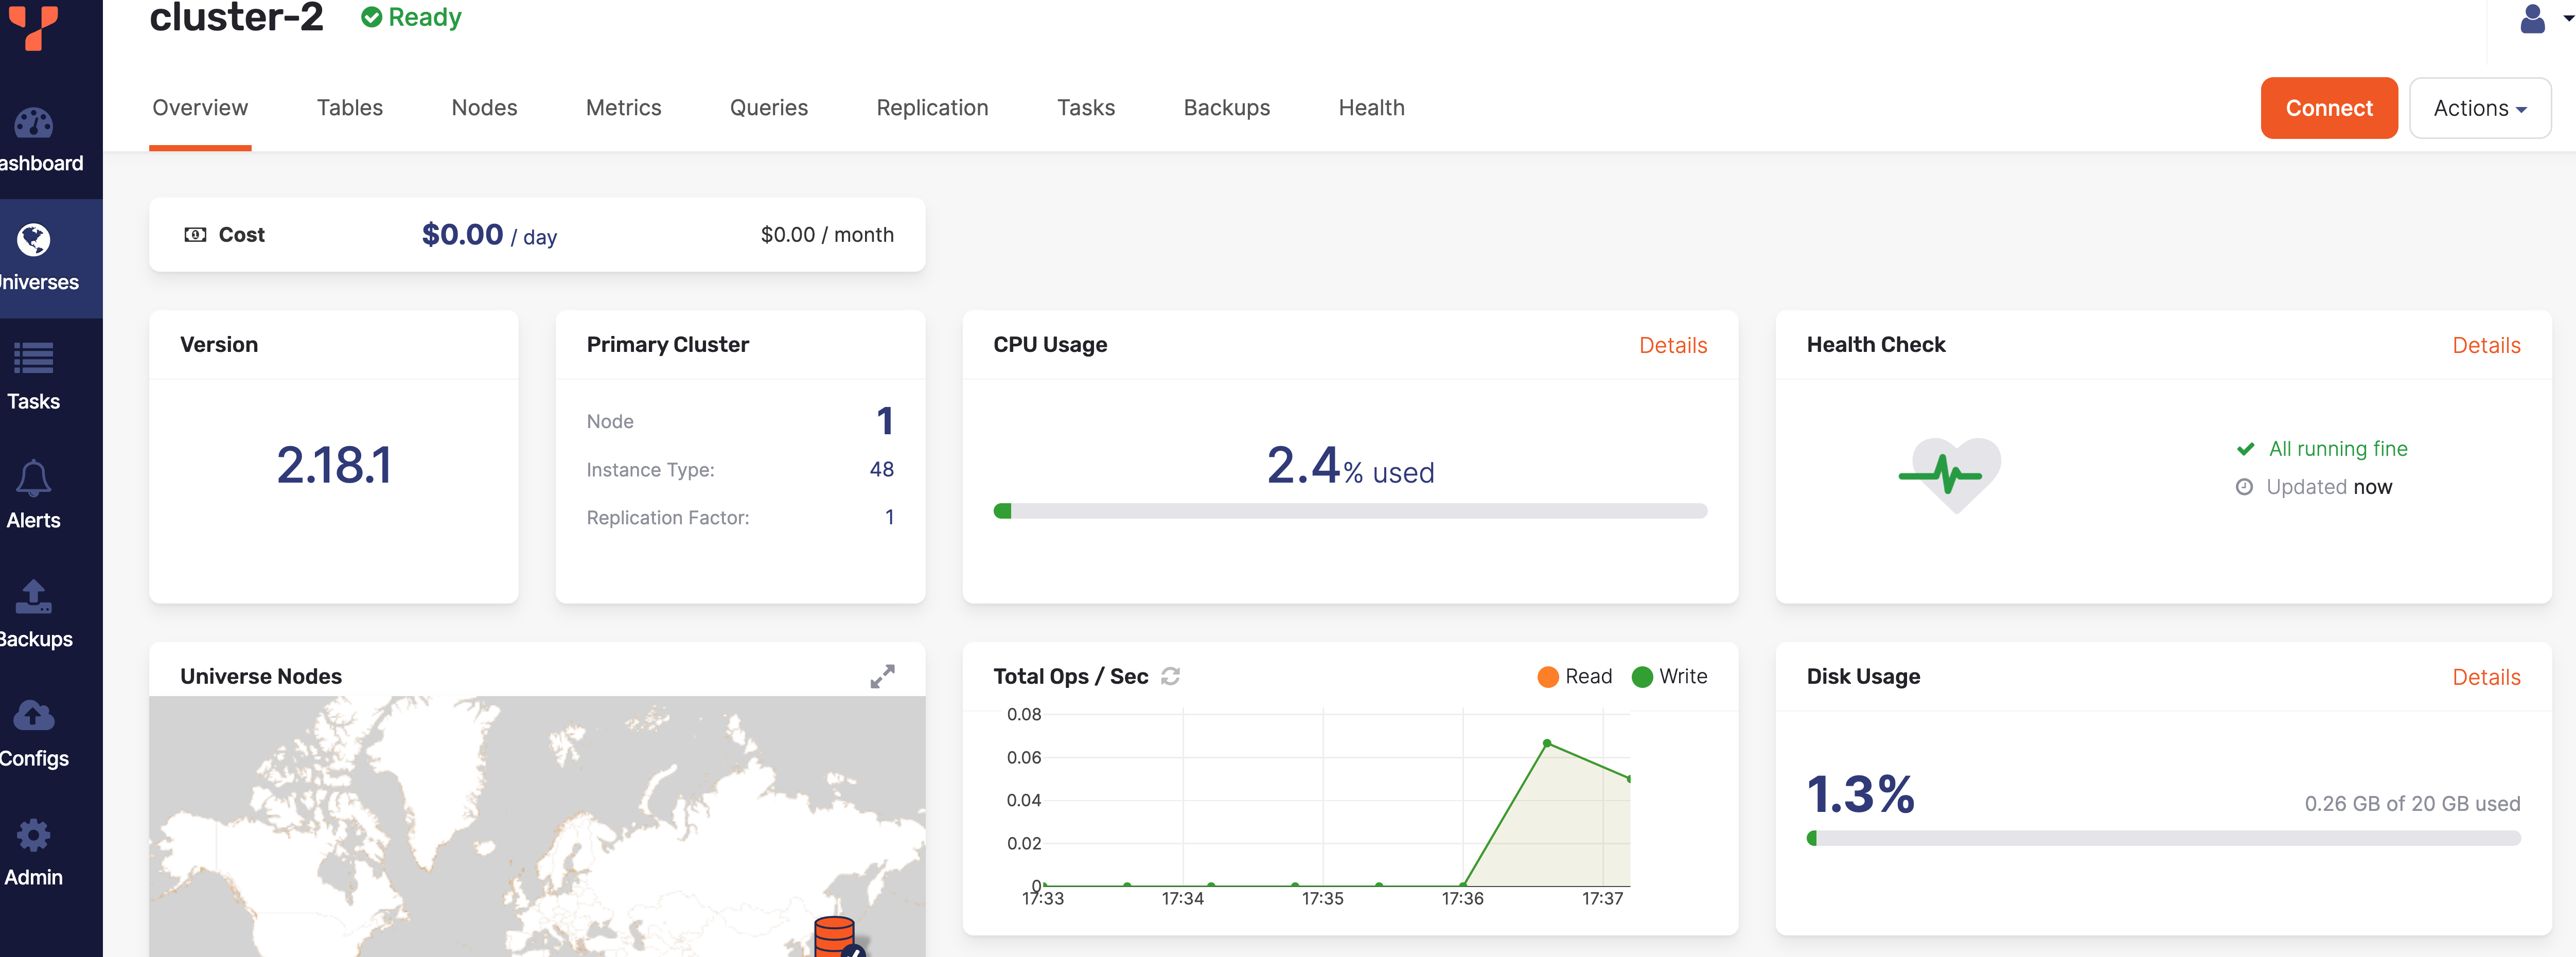 cluster-2 Ready
Overview Tables Nodes Metrics Queries Replication Tasks Backups Health Connect Actions
ashboard
Cost $0.00 / day $0.00 / month
niverses
Version
2.18.1
Primary Cluster
Node 1
Instance Type: 48
Replication Factor: 1
CPU Usage Details
2.4% used
Health Check Details
All running fine
Updated now
Tasks
Alerts
Backups
Configs
Admin
Universe Nodes
Total Ops / Sec Read Write
0.08
0.06
0.04
0.02
0
17:33 17:34 17:35 17:36 17:37
Disk Usage Details
1.3% 0.26 GB of 20 GB used